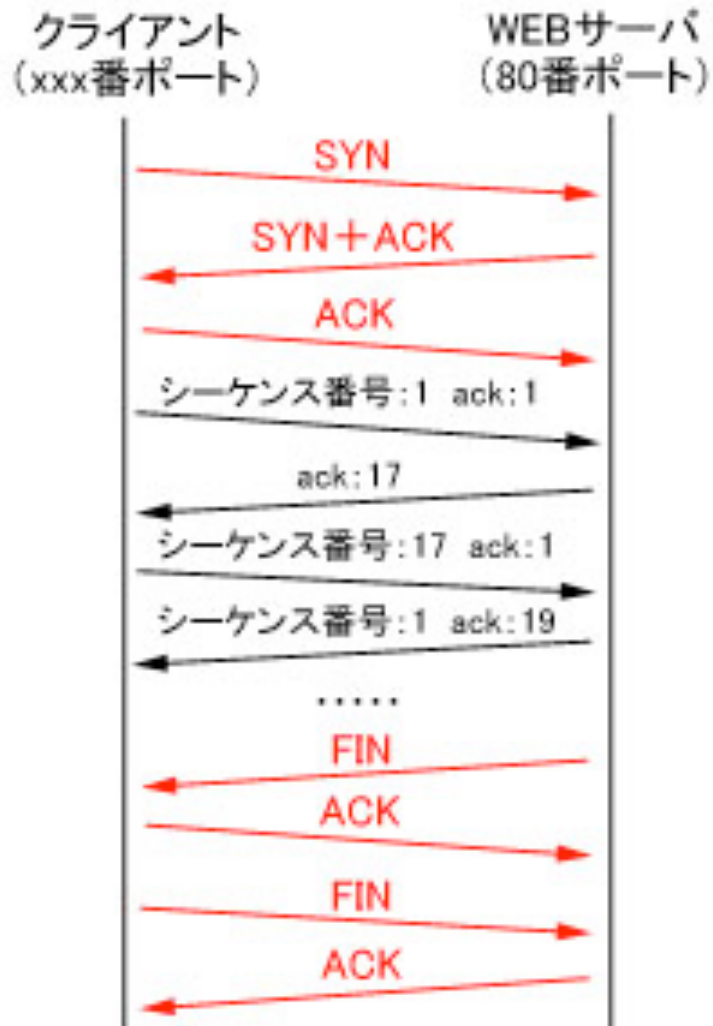 クライアント
(xxx番ポート)
WEBサーバ
(80番ポート)
SYN
SYN+ACK
ACK
シーケンス番号:1 ack:1
ack:17
シーケンス番号:17 ack:1
シーケンス番号:1 ack:19
.....
FIN
ACK
FIN
ACK